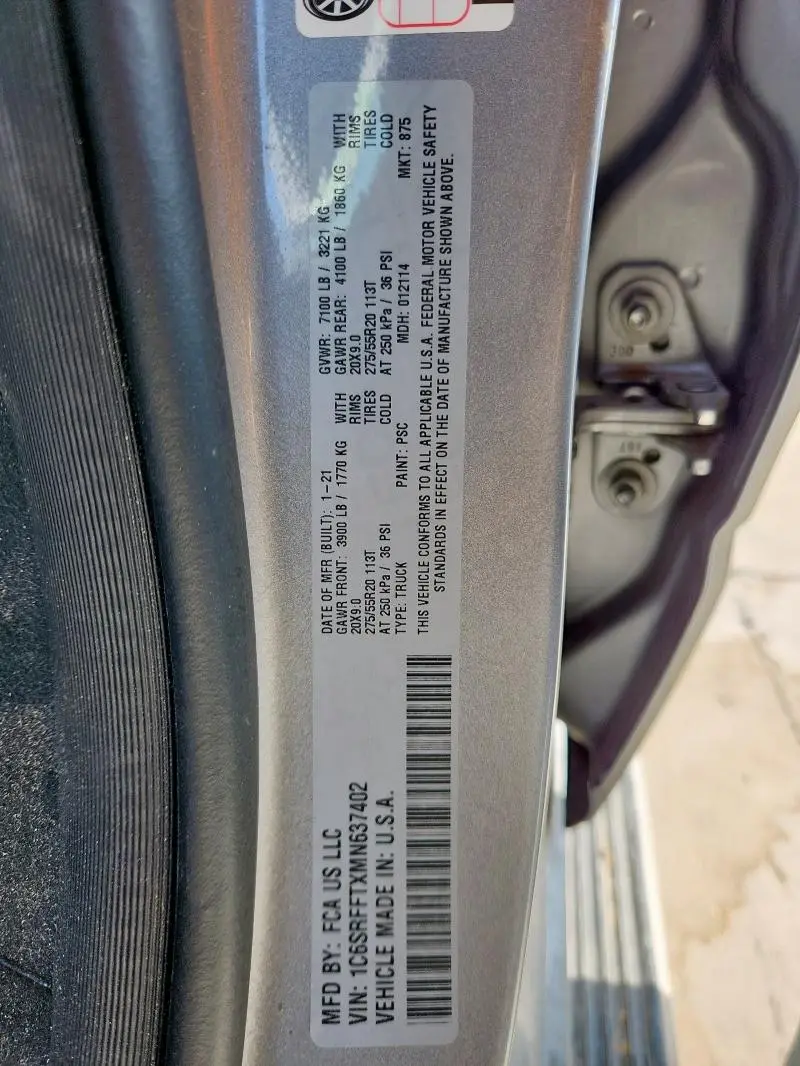 MFD BY: FCA US LLC
VIN: 1C6SRFFTXMN637402
VEHICLE MADE IN: U.S.A.
DATE OF MFR (BUILT): 1-21
GAWR FRONT: 3900 LB / 1770 KG WITH
20X9.0 RIMS
275/55R20 113T TIRES
AT 250 kPa / 36 PSI COLD
GVWR: 7100 LB / 3221 KG
GAWR REAR: 4100 LB / 1860 KG WITH
20X9.0 RIMS
275/55R20 113T TIRES
AT 250 kPa / 36 PSI COLD
TYPE: TRUCK PAINT: PSC MDH: 012114 MKT: 875
THIS VEHICLE CONFORMS TO ALL APPLICABLE U.S.A. FEDERAL MOTOR VEHICLE SAFETY
STANDARDS IN EFFECT ON THE DATE OF MANUFACTURE SHOWN ABOVE.